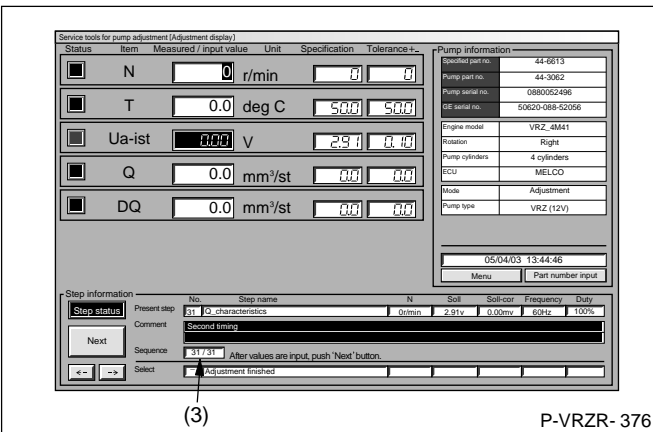 Service tools for pump adjustment [Adjustment display]
Status Item Measured / input value Unit Specification Tolerance+_
N 0 r/min 0 0
T 0.0 deg C 50.0 50.0
Ua-ist 0.00 V 2.91 0.10
Q 0.0 mm³/st 0.0 0.0
DQ 0.0 mm³/st 0.0 0.0
Pump information
Specified part no. 44-6613
Pump part no. 44-3062
Pump serial no. 0880052496
GE serial no. 50620-088-52056
Engine model VRZ_4M41
Rotation Right
Pump cylinders 4 cylinders
ECU MELCO
Mode Adjustment
Pump type VRZ (12V)
05/04/03 13:44:46
Menu Part number input
Step information
No. Step name N Soll Soll-cor Frequency Duty
Step status Present step 31 Q_characteristics 0r/min 2.91v 0.00mv 60Hz 100%
Comment Second timing
Next
Sequence 31 / 31 After values are input, push 'Next' button.
<- -> Select – Adjustment finished
(3)
P-VRZR- 376